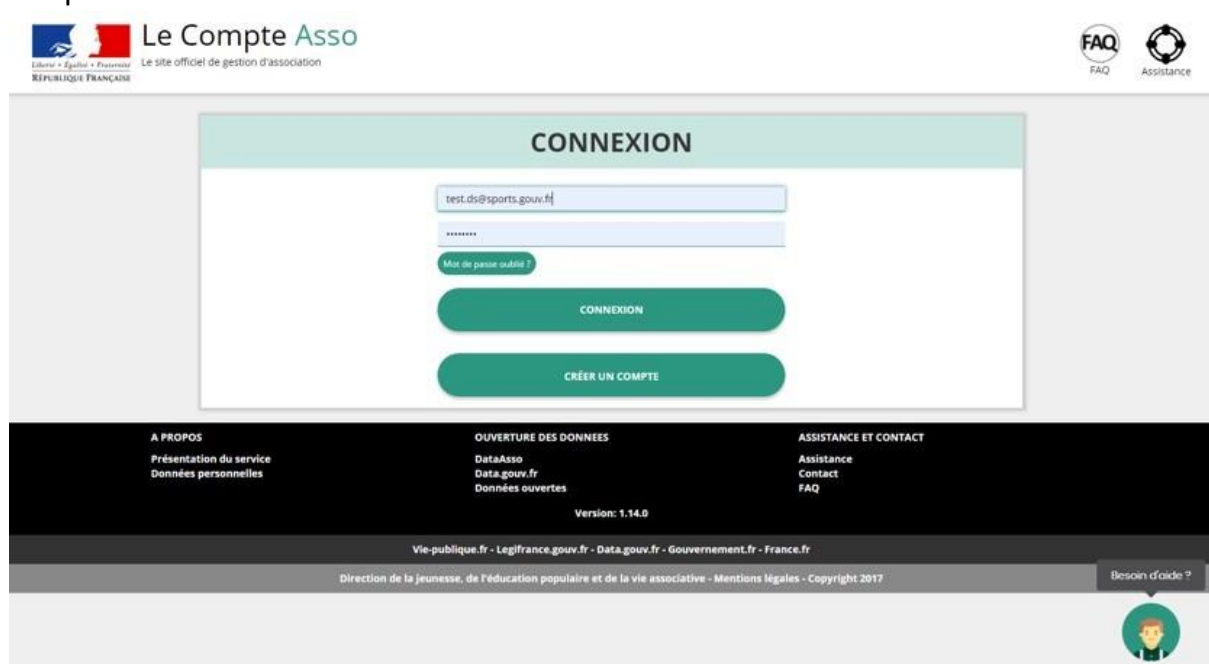 Le Compte Asso
Le site officiel de gestion d'association
Liberté • Égalité • Fraternité
RÉPUBLIQUE FRANÇAISE
FAQ
FAQ
Assistance
CONNEXION
test.ds@sports.gouv.fr
Mot de passe oublié ?
CONNEXION
CRÉER UN COMPTE
A PROPOS
Présentation du service
Données personnelles
OUVERTURE DES DONNEES
DataAsso
Data.gouv.fr
Données ouvertes
ASSISTANCE ET CONTACT
Assistance
Contact
FAQ
Version: 1.14.0
Vie-publique.fr - Legifrance.gouv.fr - Data.gouv.fr - Gouvernement.fr - France.fr
Direction de la jeunesse, de l'éducation populaire et de la vie associative - Mentions légales - Copyright 2017
Besoin d'aide ?